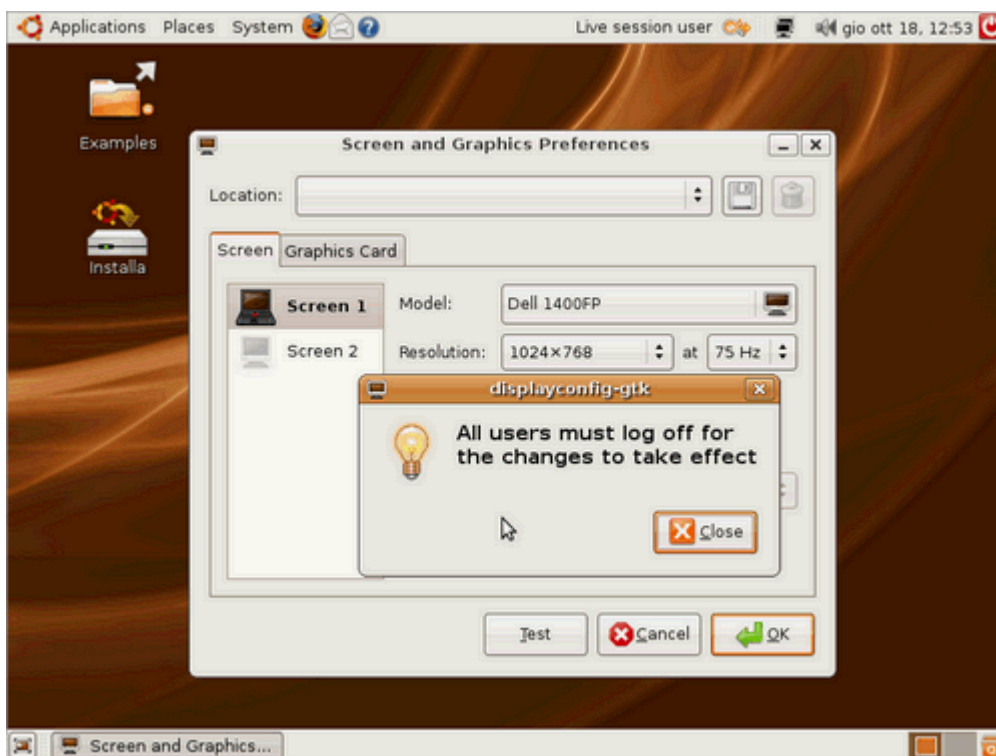 Applications Places System Live session user gio ott 18, 12:53
Examples
Installa
Screen and Graphics Preferences
Location:
Screen Graphics Card
Screen 1
Screen 2
Model: Dell 1400FP
Resolution: 1024×768 at 75 Hz
displayconfig-gtk
All users must log off for
the changes to take effect
Close
Test Cancel OK
Screen and Graphics...